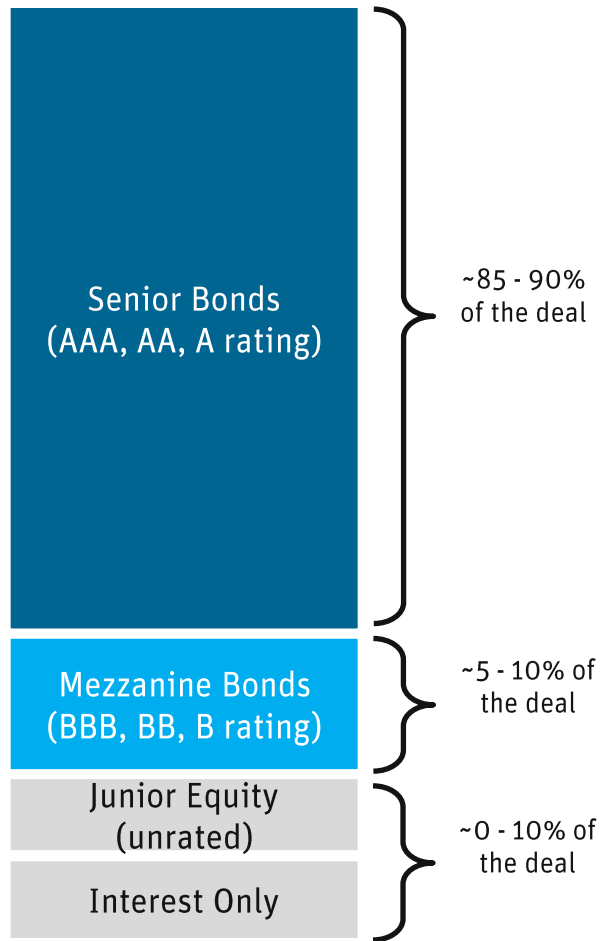 Senior Bonds
(AAA, AA, A rating)
~85 - 90%
of the deal
Mezzanine Bonds
(BBB, BB, B rating)
~5 - 10% of
the deal
Junior Equity
(unrated)
Interest Only
~0 - 10% of
the deal